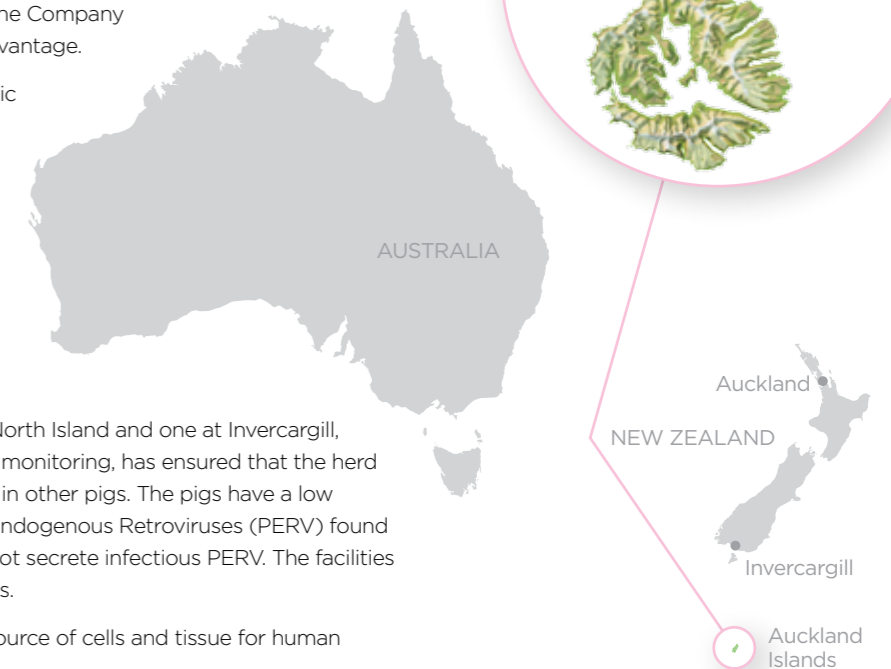 Company
vantage.
AUSTRALIA
Auckland
NEW ZEALAND
North Island and one at Invercargill,
monitoring, has ensured that the herd
in other pigs. The pigs have a low
ndogenous Retroviruses (PERV) found
ot secrete infectious PERV. The facilities
Invercargill
ource of cells and tissue for human
Auckland
Islands